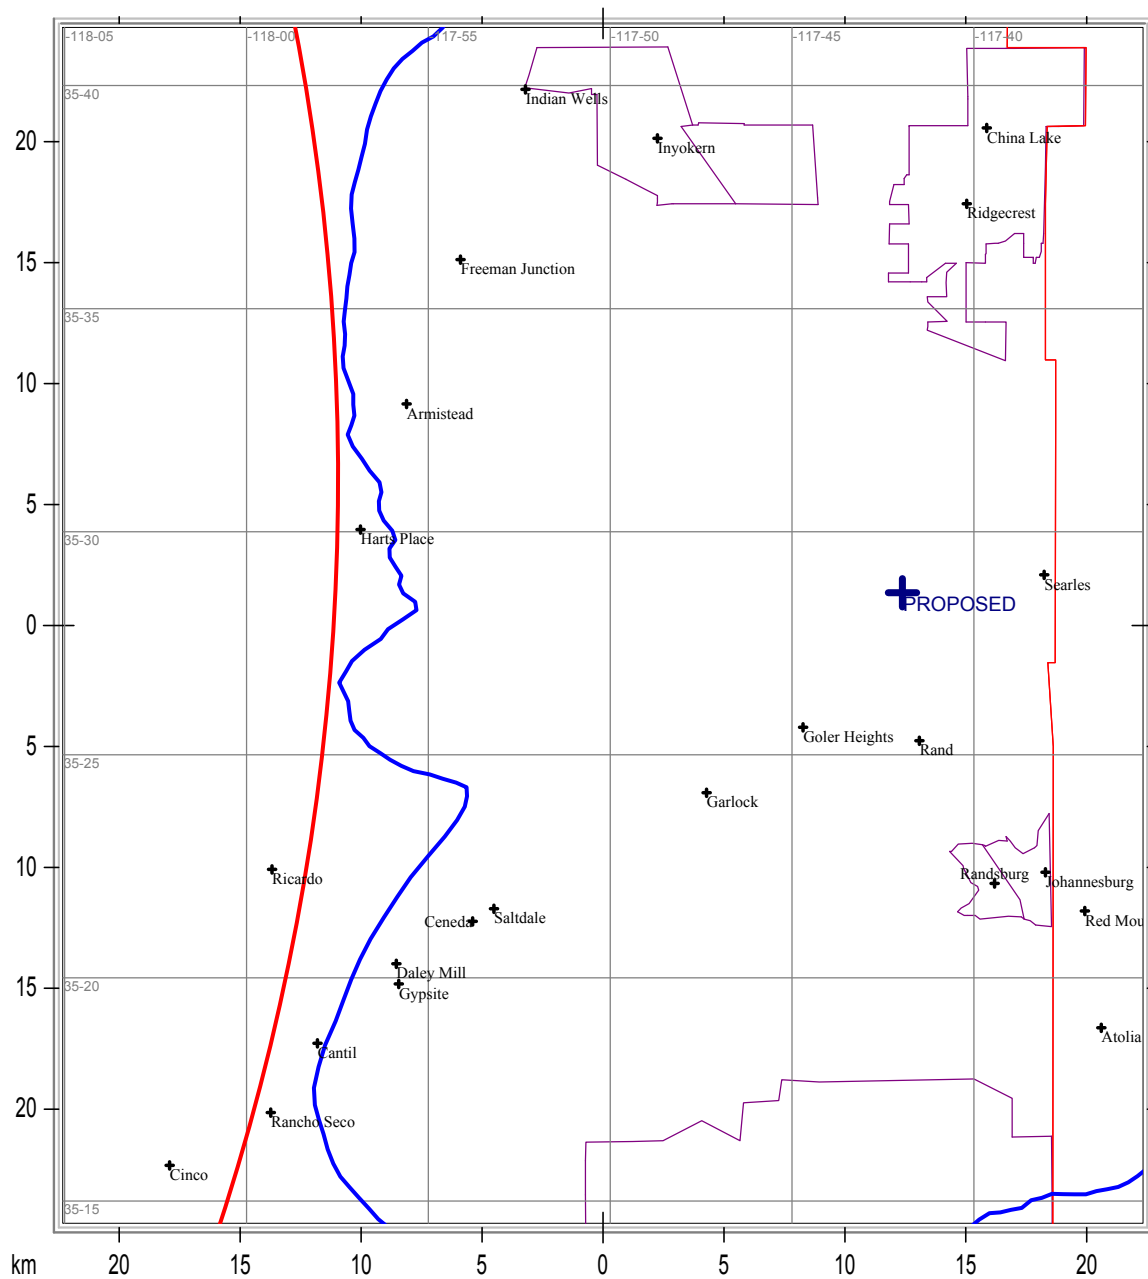 -118-05 -118-00 -117-55 -117-50 -117-45 -117-40
35-40
Indian Wells
20
China Lake
Inyokern
Ridgecrest
15
Freeman Junction
35-35
10
Armistead
5
35-30
Harts Place
Searles
PROPOSED
0
Goler Heights
Rand
5
35-25
Garlock
10
Ricardo
Randsburg
Johannesburg
Ceneda
Saltdale
Red Mou
Daley Mill
35-20
15
Gypsite
Atolia
Cantil
20
Rancho Seco
Cinco
35-15
km 20 15 10 5 0 5 10 15 20